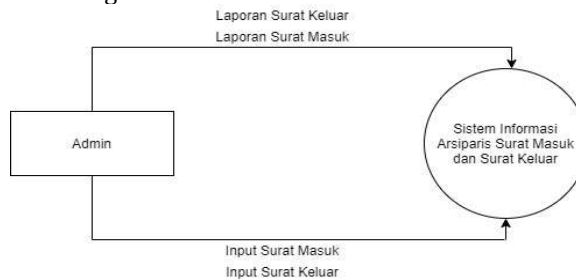 Laporan Surat Keluar
Laporan Surat Masuk
Admin
Sistem Informasi
Arsiparis Surat Masuk
dan Surat Keluar
Input Surat Masuk
Input Surat Keluar